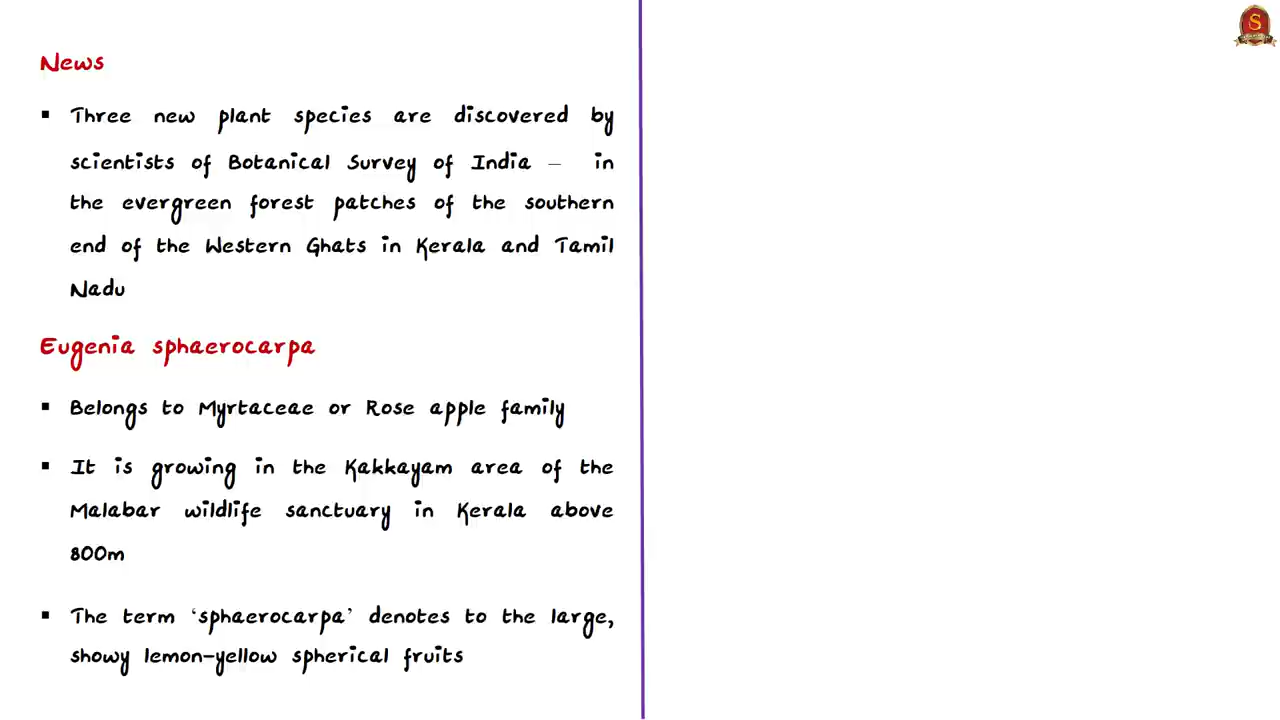 News
▪ Three new plant species are discovered by
scientists of Botanical Survey of India – in
the evergreen forest patches of the southern
end of the Western Ghats in Kerala and Tamil
Nadu
Eugenia sphaerocarpa
▪ Belongs to Myrtaceae or Rose apple family
▪ It is growing in the Kakkayam area of the
Malabar wildlife sanctuary in Kerala above
800m
▪ The term ‘sphaerocarpa’ denotes to the large,
showy lemon-yellow spherical fruits
S